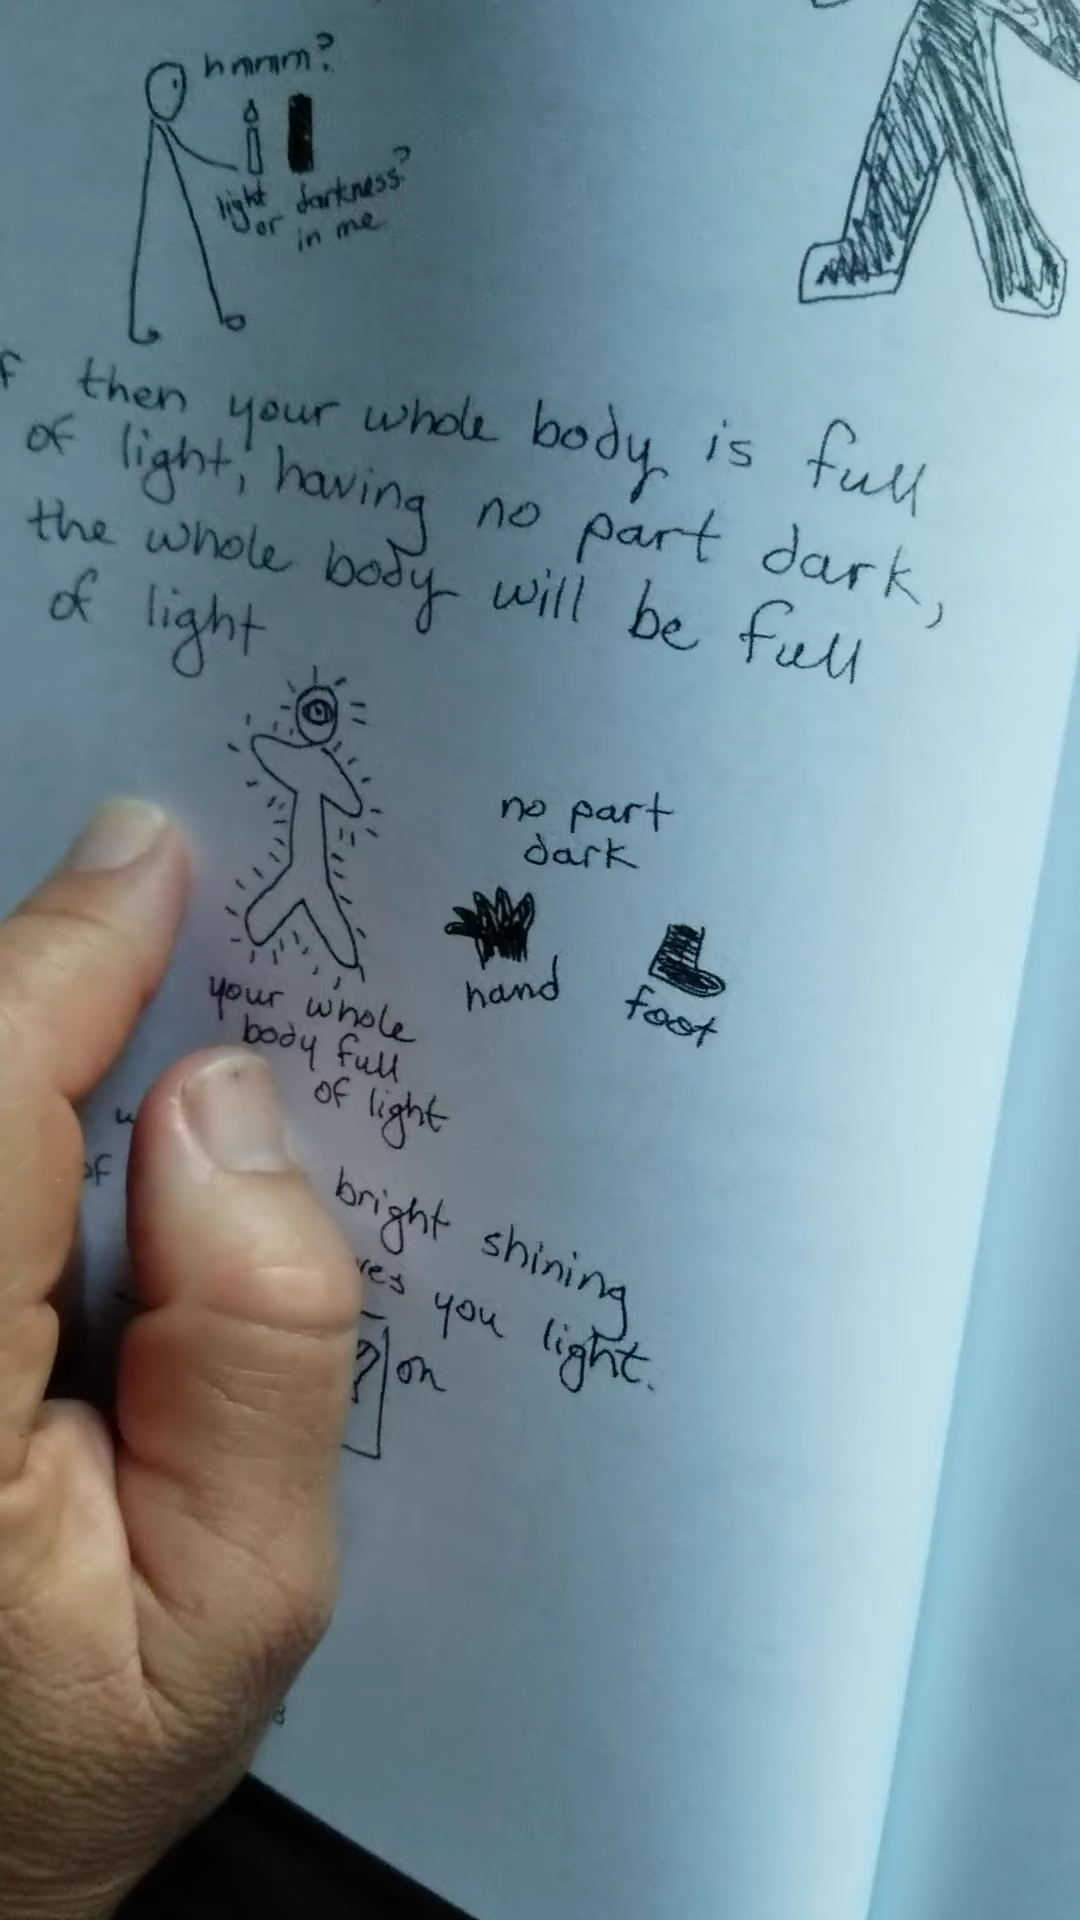 hmmm?
light darkness?
or in me
f then your whole body is full
of light, having no part dark,
the whole body will be full
of light
no part
dark
hand
foot
your whole
body full
of light
of
bright shining
you light.
on